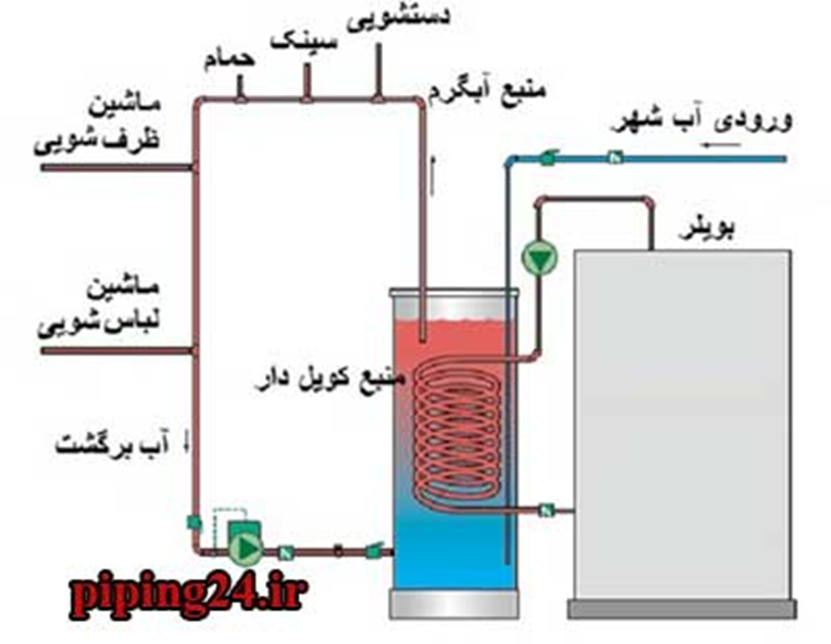 دستشویی
سینک
حمام
منبع آبگرم
ماشین
ظرف شویی
ورودی آب شهر
بویلر
ماشین
لباس شویی
منبع کویل دار
آب برگشت
piping24.ir